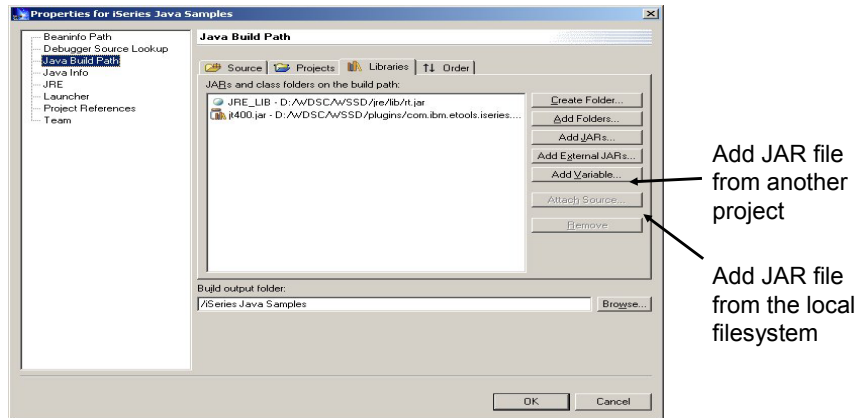 Properties for iSeries Java Samples
Beaninfo Path
Debugger Source Lookup
Java Build Path
Java Info
JRE
Launcher
Project References
Team
Java Build Path
Source
Projects
Libraries
Order
JARs and class folders on the build path:
JRE_LIB - D:/WDSC/WSSD/jre/lib/rt.jar
jt400.jar - D:/WDSC/WSSD/plugins/com.ibm.etools.iseries....
Create Folder...
Add Folders...
Add JARs...
Add External JARs...
Add Variable...
Attach Source...
Remove
Build output folder:
/iSeries Java Samples
Browse...
OK
Cancel
Add JAR file
from another
project
Add JAR file
from the local
filesystem